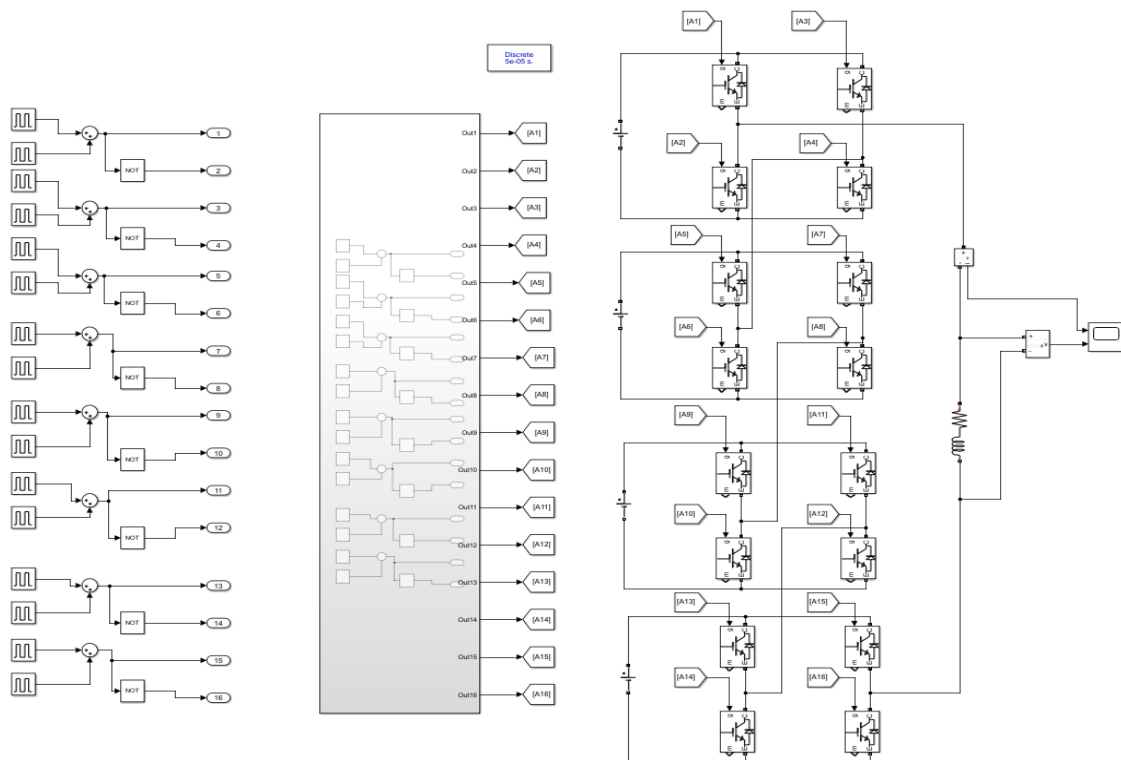 Discrete
5e-05 s.
1
NOT
2
3
NOT
4
5
NOT
6
7
NOT
8
9
NOT
10
11
NOT
12
13
NOT
14
15
NOT
16
Out1
[A1]
Out2
[A2]
Out3
[A3]
Out4
[A4]
Out5
[A5]
Out6
[A6]
Out7
[A7]
Out8
[A8]
Out9
[A9]
Out10
[A10]
Out11
[A11]
Out12
[A12]
Out13
[A13]
Out14
[A14]
Out15
[A15]
Out16
[A16]
[A1]
[A3]
g C
g C
m E
m E
[A2]
[A4]
g C
g C
m E
m E
[A5]
[A7]
g C
g C
m E
m E
[A6]
[A8]
g C
g C
m E
m E
[A9]
[A11]
g C
g C
m E
m E
[A10]
[A12]
g C
g C
m E
m E
[A13]
[A15]
g C
g C
m E
m E
[A14]
[A16]
g C
g C
m E
m E
i
v